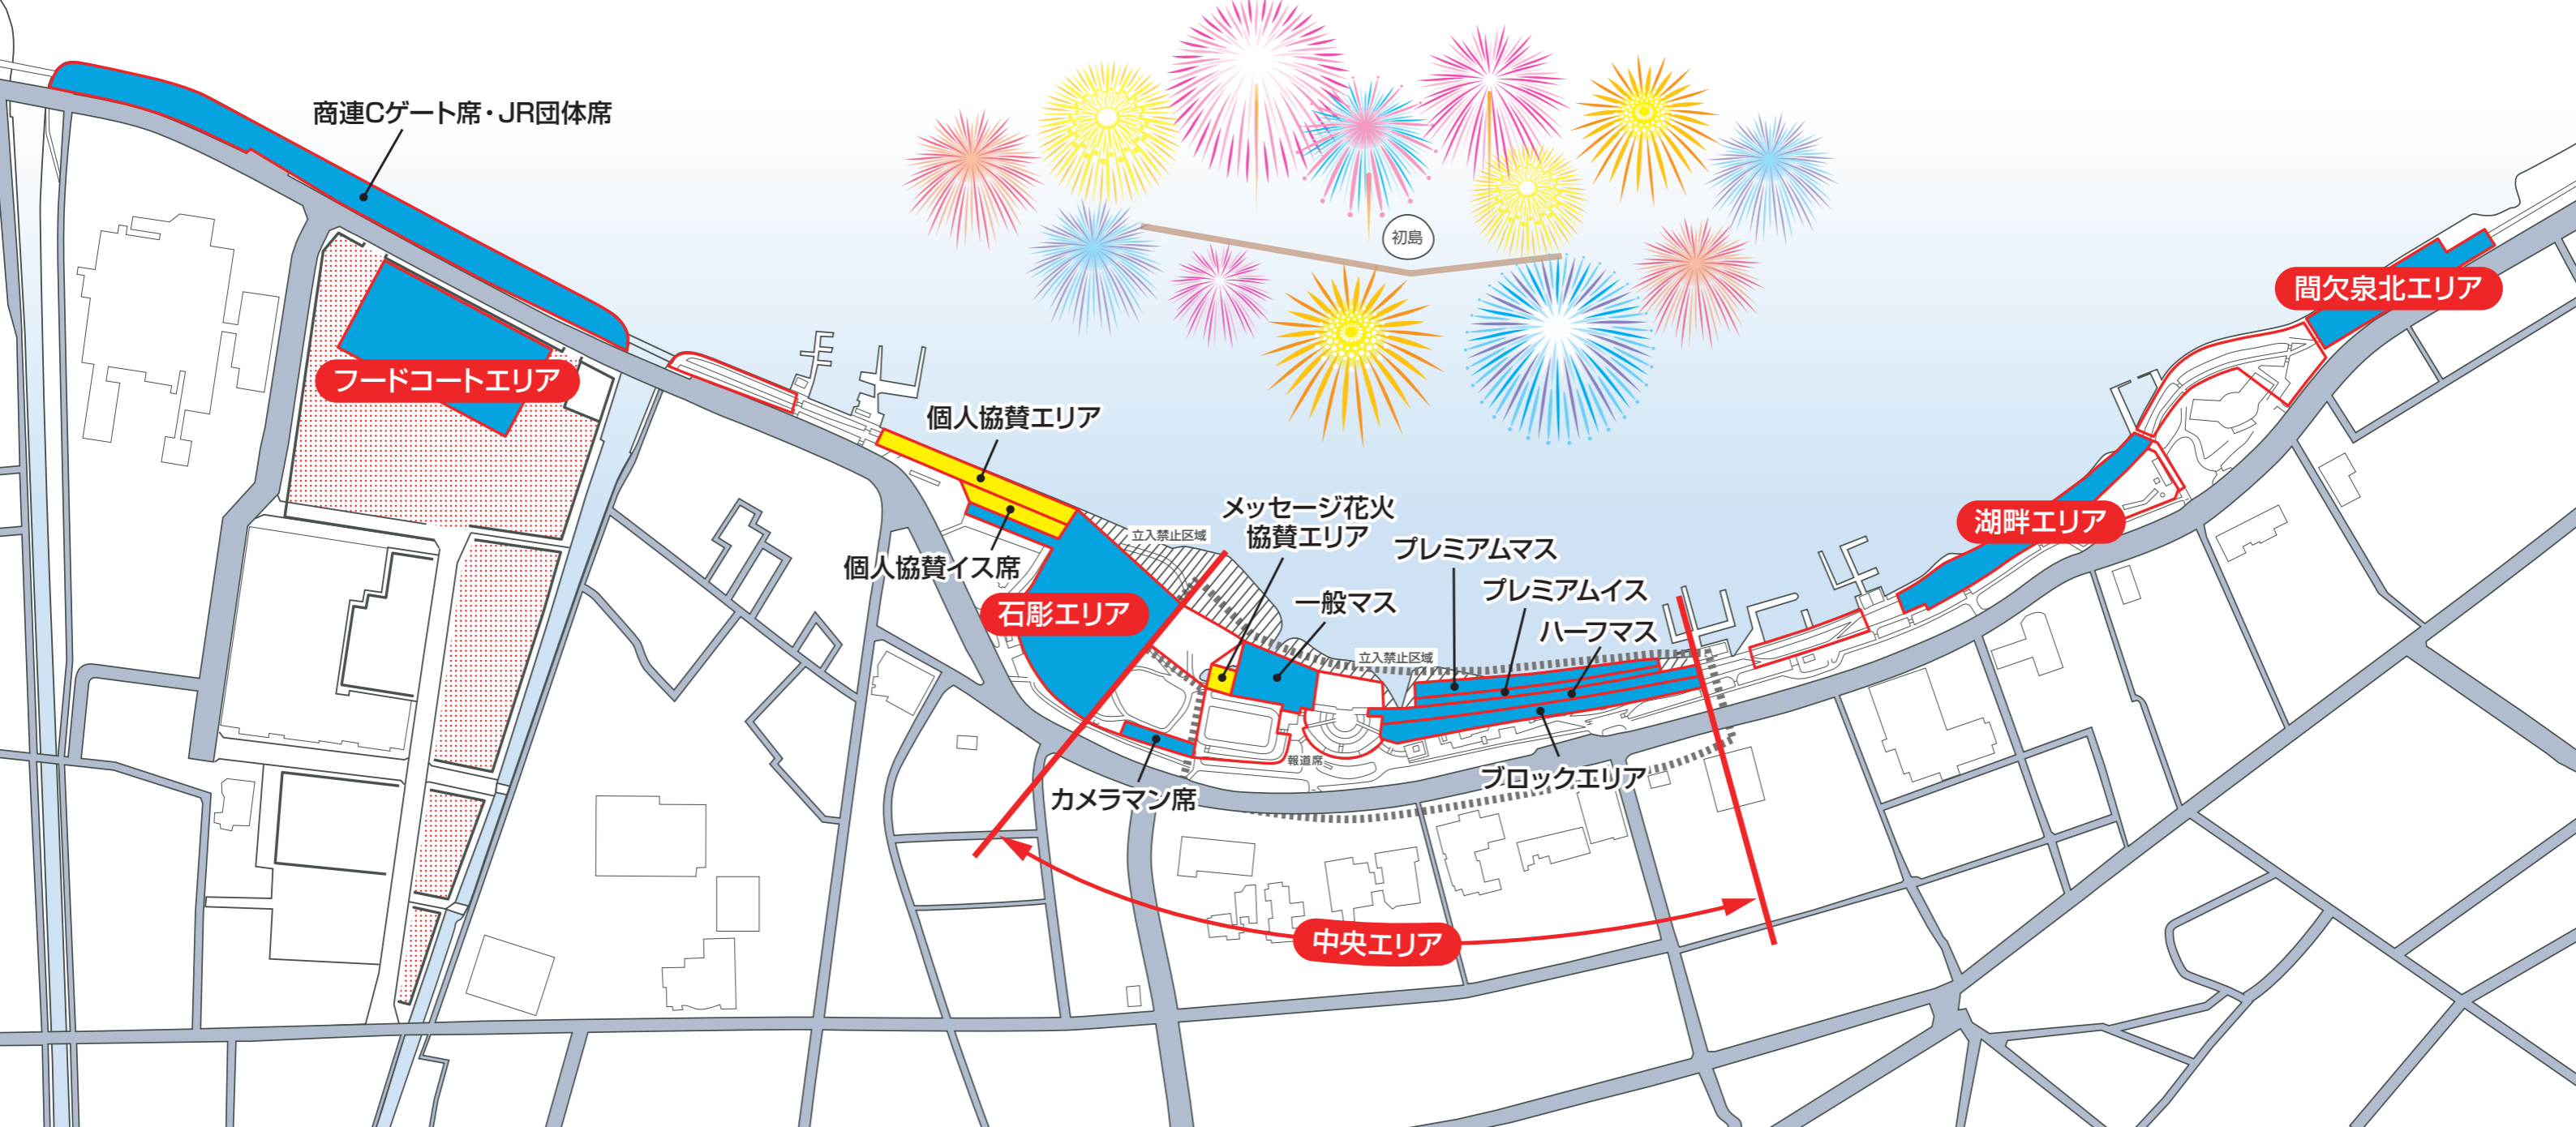 商連Cゲート席・JR団体席
初島
間欠泉北エリア
フードコートエリア
個人協賛エリア
メッセージ花火
協賛エリア
立入禁止区域
湖畔エリア
プレミアムマス
個人協賛イス席
プレミアムイス
一般マス
石彫エリア
ハーフマス
立入禁止区域
報道席
ブロックエリア
カメラマン席
中央エリア